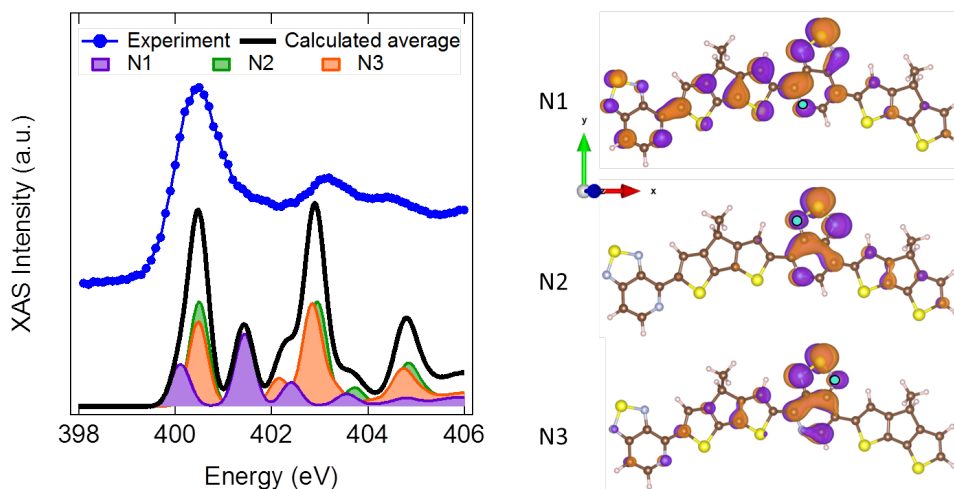 Experiment Calculated average
N1 N2 N3
XAS Intensity (a.u.)
398 400 402 404 406
Energy (eV)
N1
y
x
N2
N3